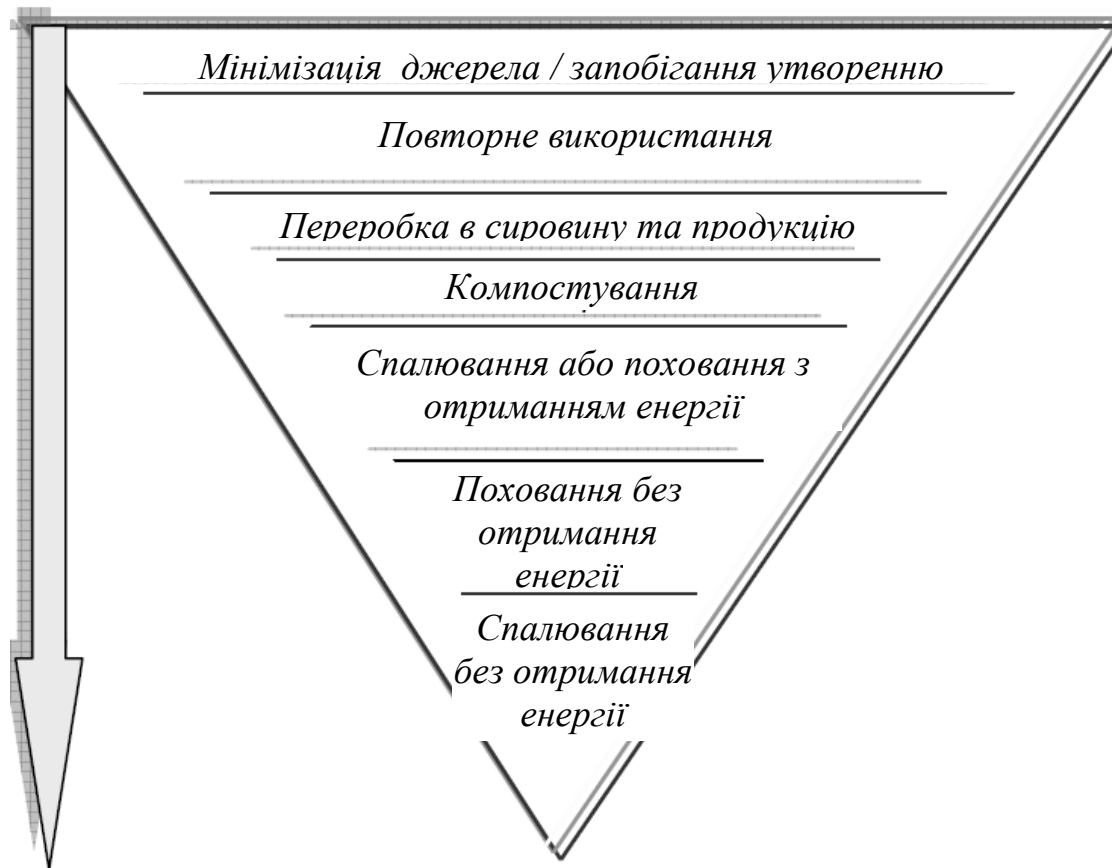 Мінімізація джерела / запобігання утворенню
Повторне використання
Переробка в сировину та продукцію
Компостування
Спалювання або поховання з
отриманням енергії
Поховання без
отримання
енергії
Спалювання
без отримання
енергії